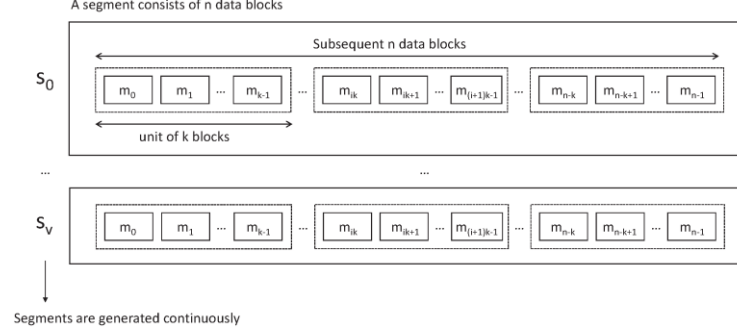 A segment consists of n data blocks
Subsequent n data blocks
S0
m0 m1 ... mk-1 ... mik mik+1 ... m(i+1)k-1 ... mn-k mn-k+1 ... mn-1
unit of k blocks
... ...
Sv
m0 m1 ... mk-1 ... mik mik+1 ... m(i+1)k-1 ... mn-k mn-k+1 ... mn-1
Segments are generated continuously